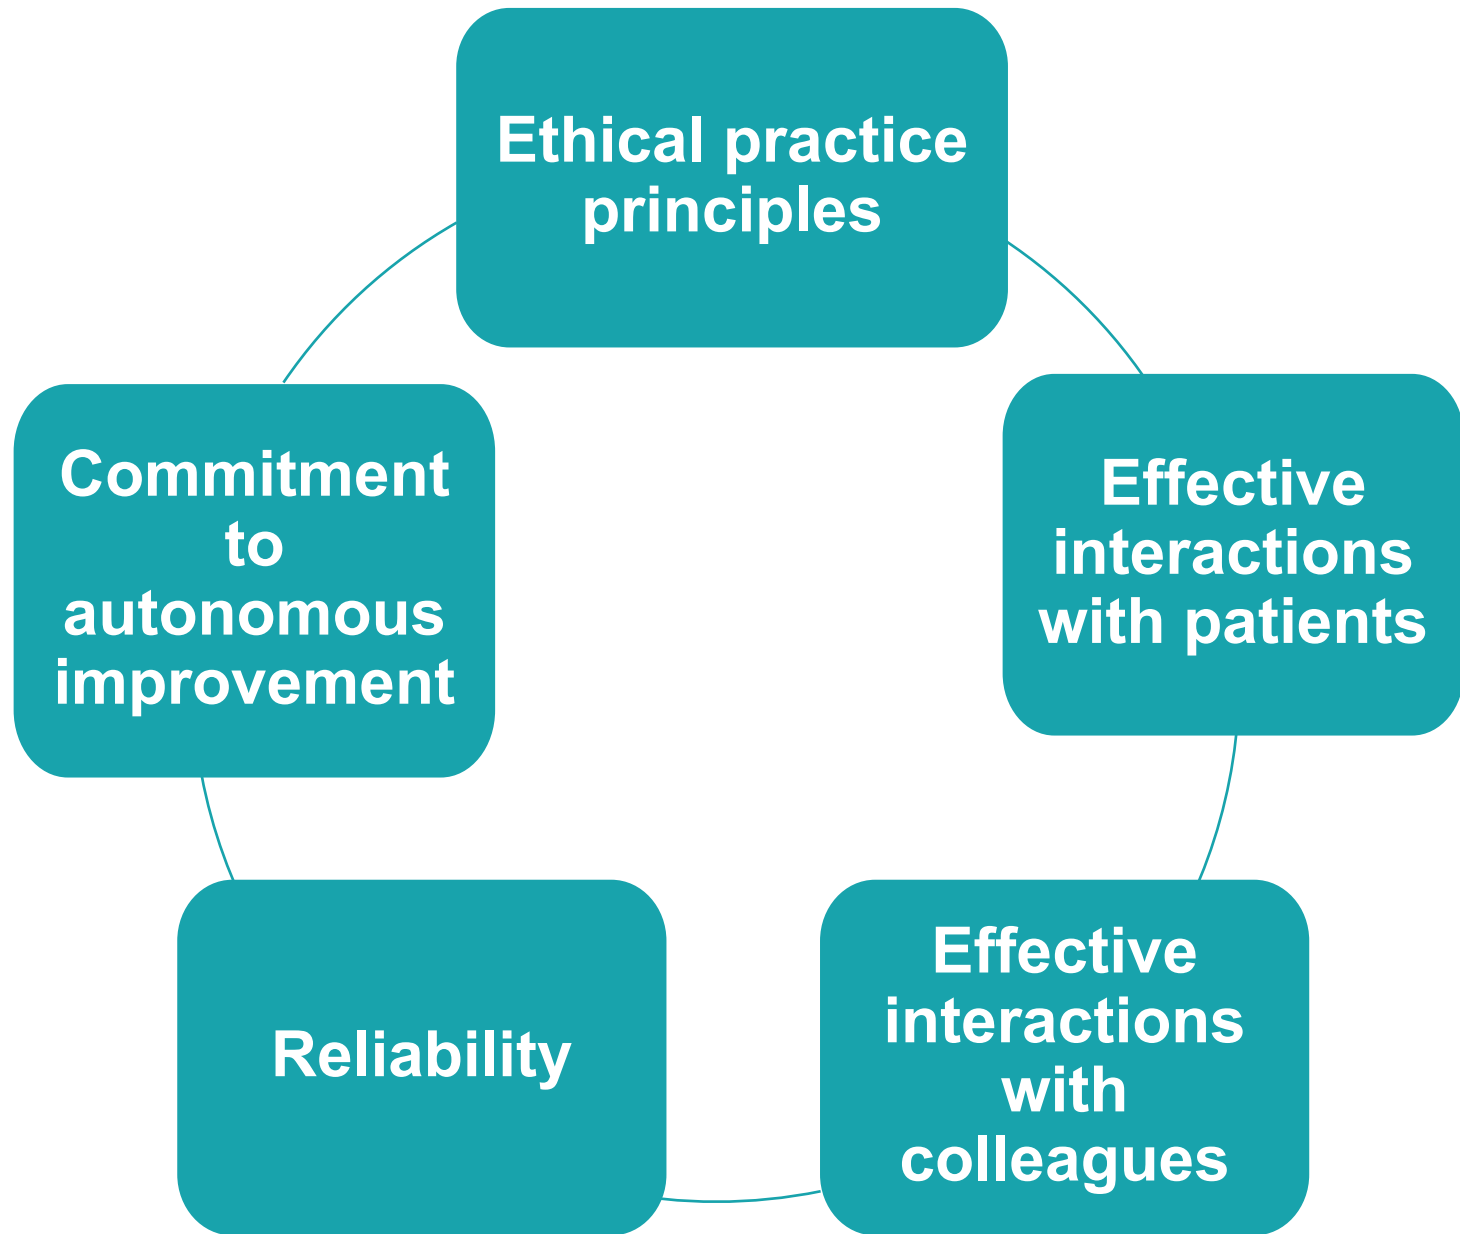 Ethical practice
principles
Effective
interactions
with patients
Effective
interactions
with
colleagues
Reliability
Commitment
to
autonomous
improvement